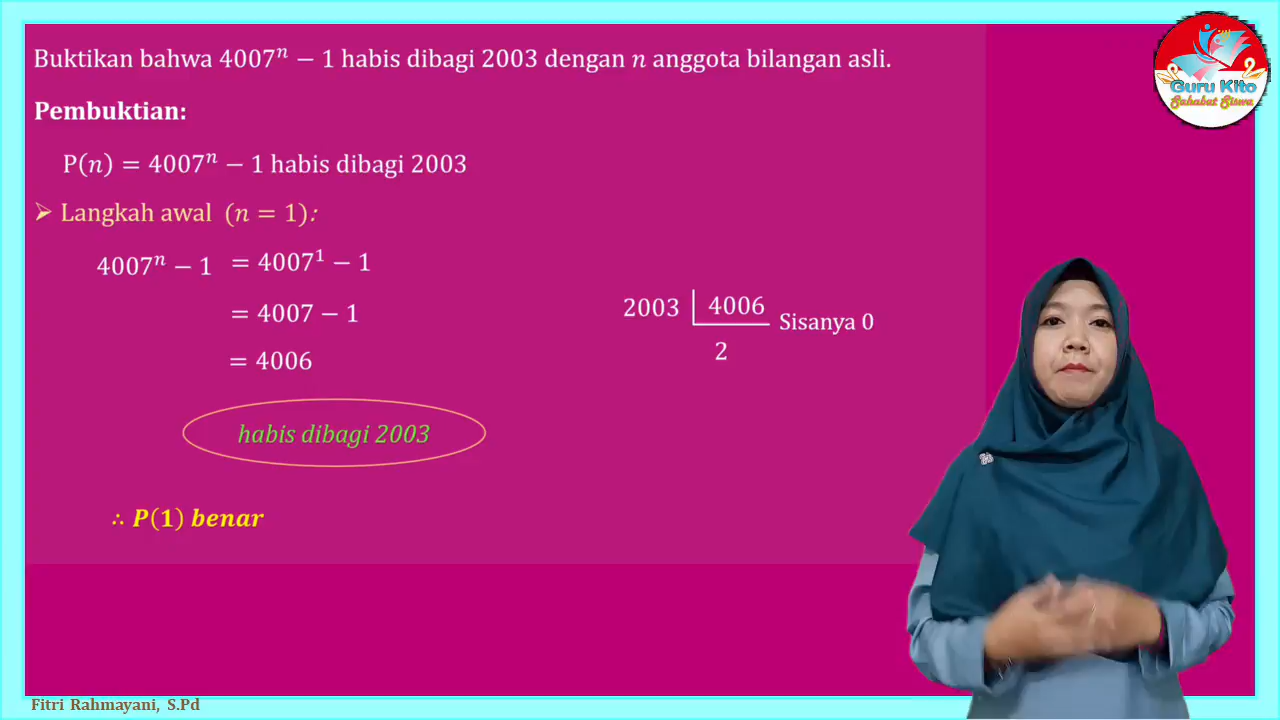 Buktikan bahwa 4007ⁿ − 1 habis dibagi 2003 dengan n anggota bilangan asli.
Pembuktian:
P(n) = 4007ⁿ − 1 habis dibagi 2003
➢ Langkah awal (n = 1):
4007ⁿ − 1 = 4007¹ − 1
= 4007 − 1
= 4006
2003 4006 Sisanya 0
2
habis dibagi 2003
∴ P(1) benar
Guru Kito
Sahabat Siswa
Fitri Rahmayani, S.Pd